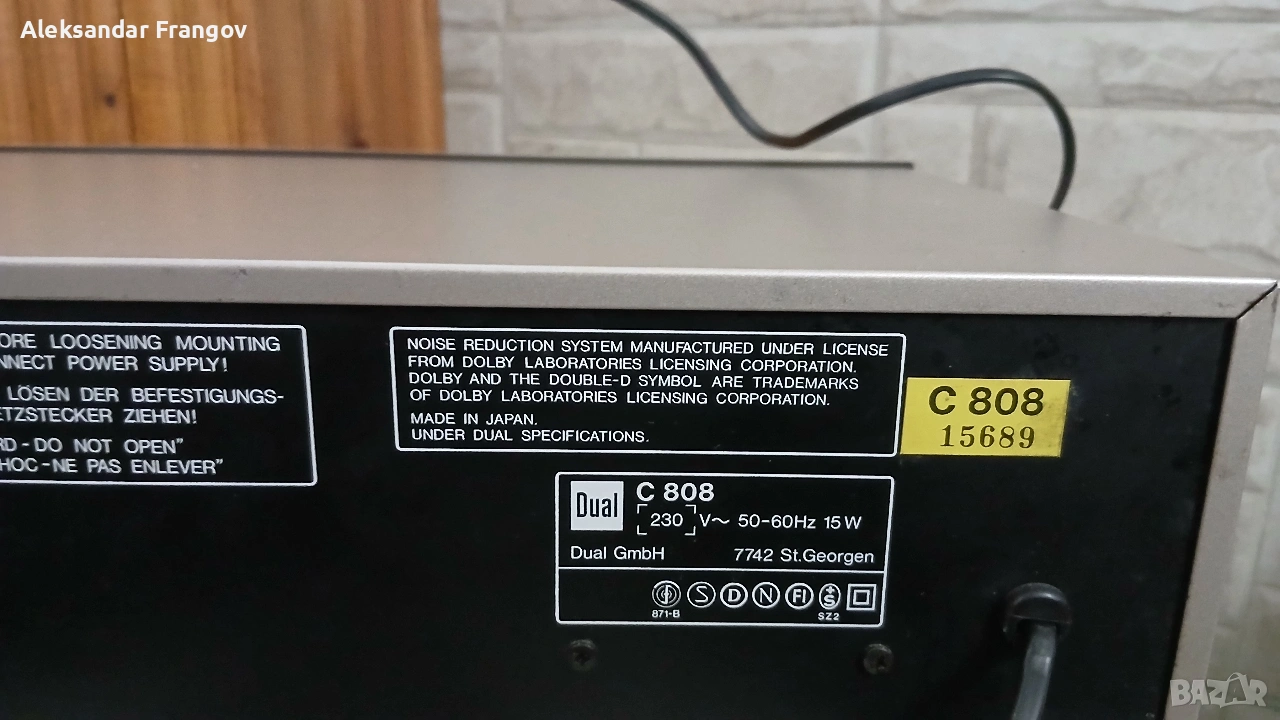 Aleksandar Frangov
ORE LOOSENING MOUNTING
NNECT POWER SUPPLY!
LÖSEN DER BEFESTIGUNGS-
ETZSTECKER ZIEHEN!
RD-DO NOT OPEN"
HOC-NE PAS ENLEVER"
NOISE REDUCTION SYSTEM MANUFACTURED UNDER LICENSE
FROM DOLBY LABORATORIES LICENSING CORPORATION.
DOLBY AND THE DOUBLE-D SYMBOL ARE TRADEMARKS
OF DOLBY LABORATORIES LICENSING CORPORATION.
MADE IN JAPAN.
UNDER DUAL SPECIFICATIONS.
C 808
15689
Dual
C 808
230 V~ 50-60Hz 15W
Dual GmbH 7742 St.Georgen
S D N FI S
871-B SZ2
BAZAR